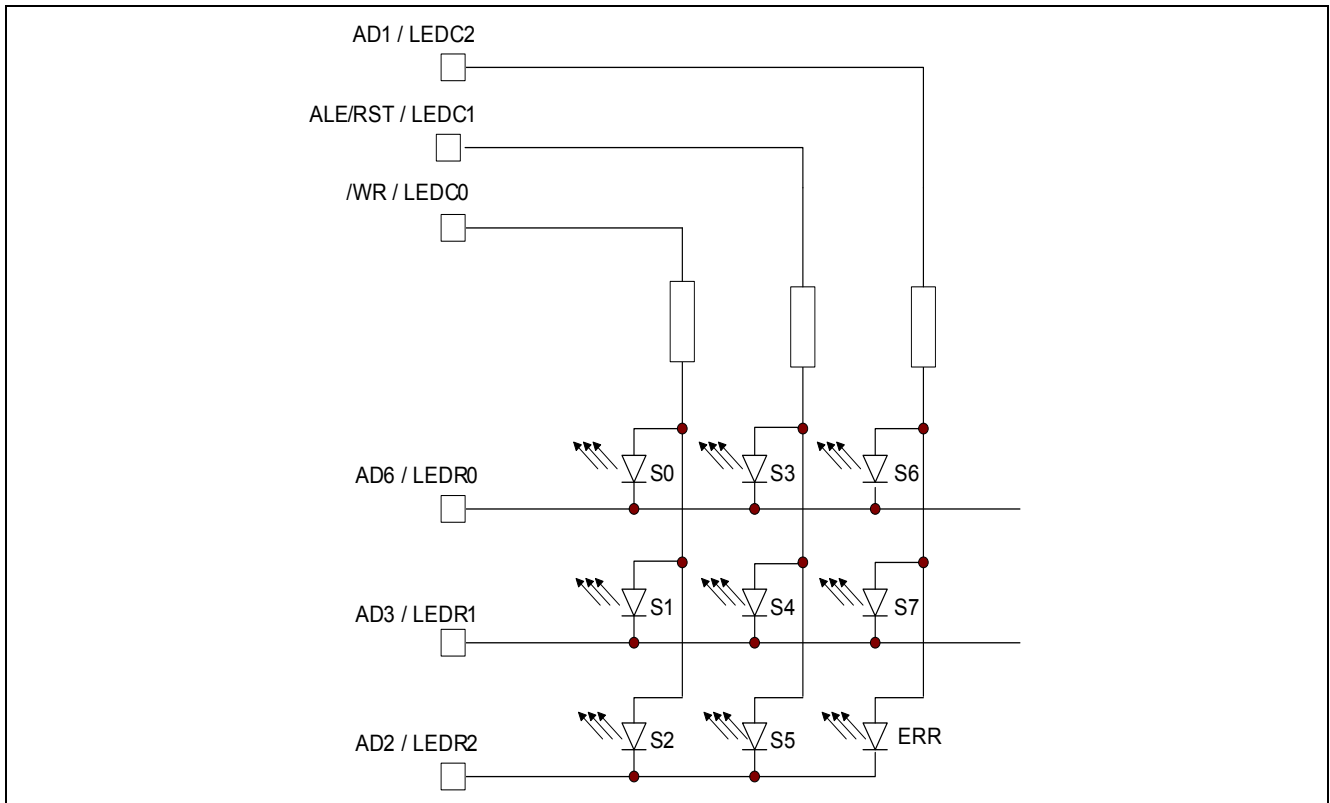 AD1 / LEDC2
ALE/RST / LEDC1
/WR / LEDC0
S0
S3
S6
AD6 / LEDR0
S1
S4
S7
AD3 / LEDR1
S2
S5
ERR
AD2 / LEDR2